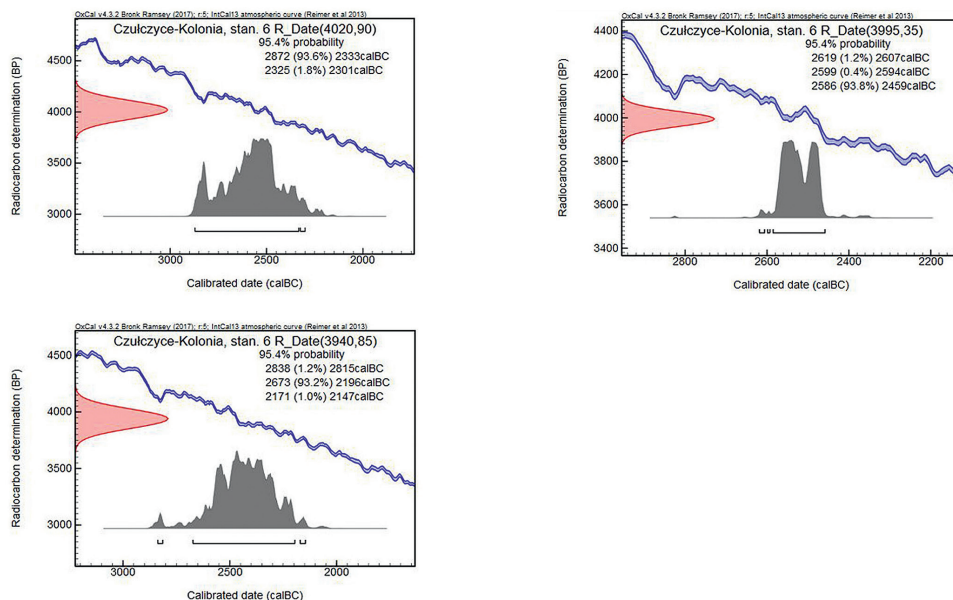 OxCal v4.3.2 Bronk Ramsey (2017); r:5; IntCal13 atmospheric curve (Reimer et al 2013)
Czułczyce-Kolonia, stan. 6 R_Date(4020,90)
95.4% probability
2872 (93.6%) 2333calBC
2325 (1.8%) 2301calBC
Radiocarbon determination (BP)
4500
4000
3500
3000
3000 2500 2000
Calibrated date (calBC)
OxCal v4.3.2 Bronk Ramsey (2017); r:5; IntCal13 atmospheric curve (Reimer et al 2013)
Czułczyce-Kolonia, stan. 6 R_Date(3995,35)
95.4% probability
2619 (1.2%) 2607calBC
2599 (0.4%) 2594calBC
2586 (93.8%) 2459calBC
Radiocarbon determination (BP)
4400
4200
4000
3800
3600
3400
2800 2600 2400 2200
Calibrated date (calBC)
OxCal v4.3.2 Bronk Ramsey (2017); r:5; IntCal13 atmospheric curve (Reimer et al 2013)
Czułczyce-Kolonia, stan. 6 R_Date(3940,85)
95.4% probability
2838 (1.2%) 2815calBC
2673 (93.2%) 2196calBC
2171 (1.0%) 2147calBC
Radiocarbon determination (BP)
4500
4000
3500
3000
3000 2500 2000
Calibrated date (calBC)